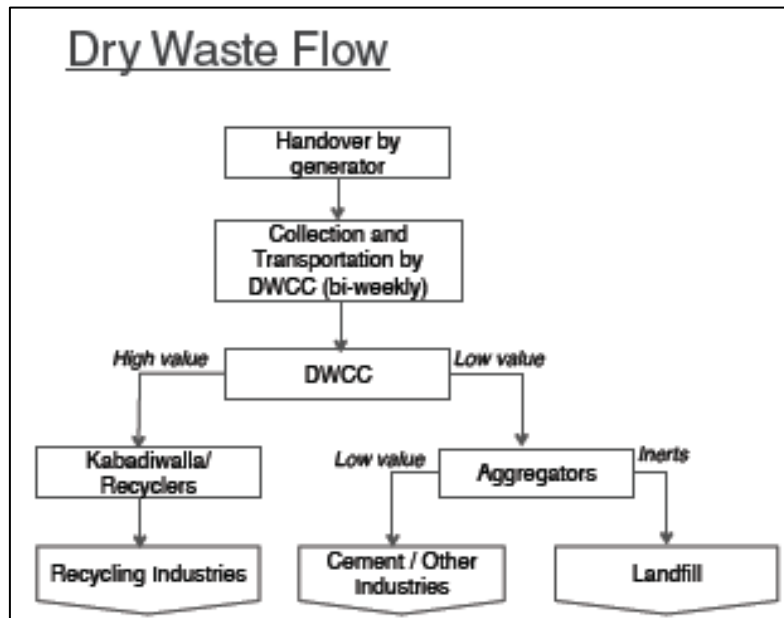 Dry Waste Flow
Handover by
generator
Collection and
Transportation by
DWCC (bi-weekly)
High value
DWCC
Low value
Kabadiwalla/
Recyclers
Low value
Aggregators
Inerts
Recycling Industries
Cement / Other
Industries
Landfill